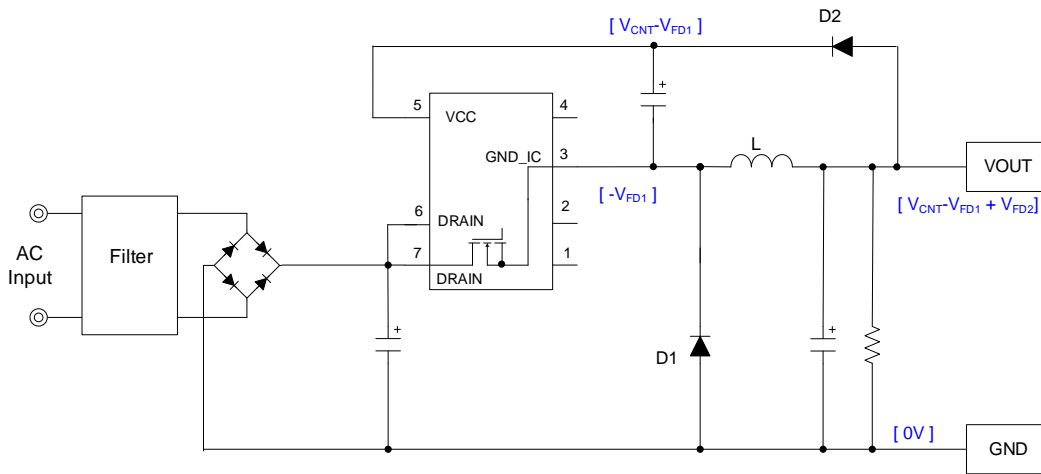 D2
[ VCNT-VFD1 ]
5
VCC
4
GND_IC
3
L
VOUT
[ -VFD1 ]
[ VCNT-VFD1 + VFD2]
6
DRAIN
2
AC
Input
Filter
7
DRAIN
1
D1
+
+
+
[ 0V ]
GND